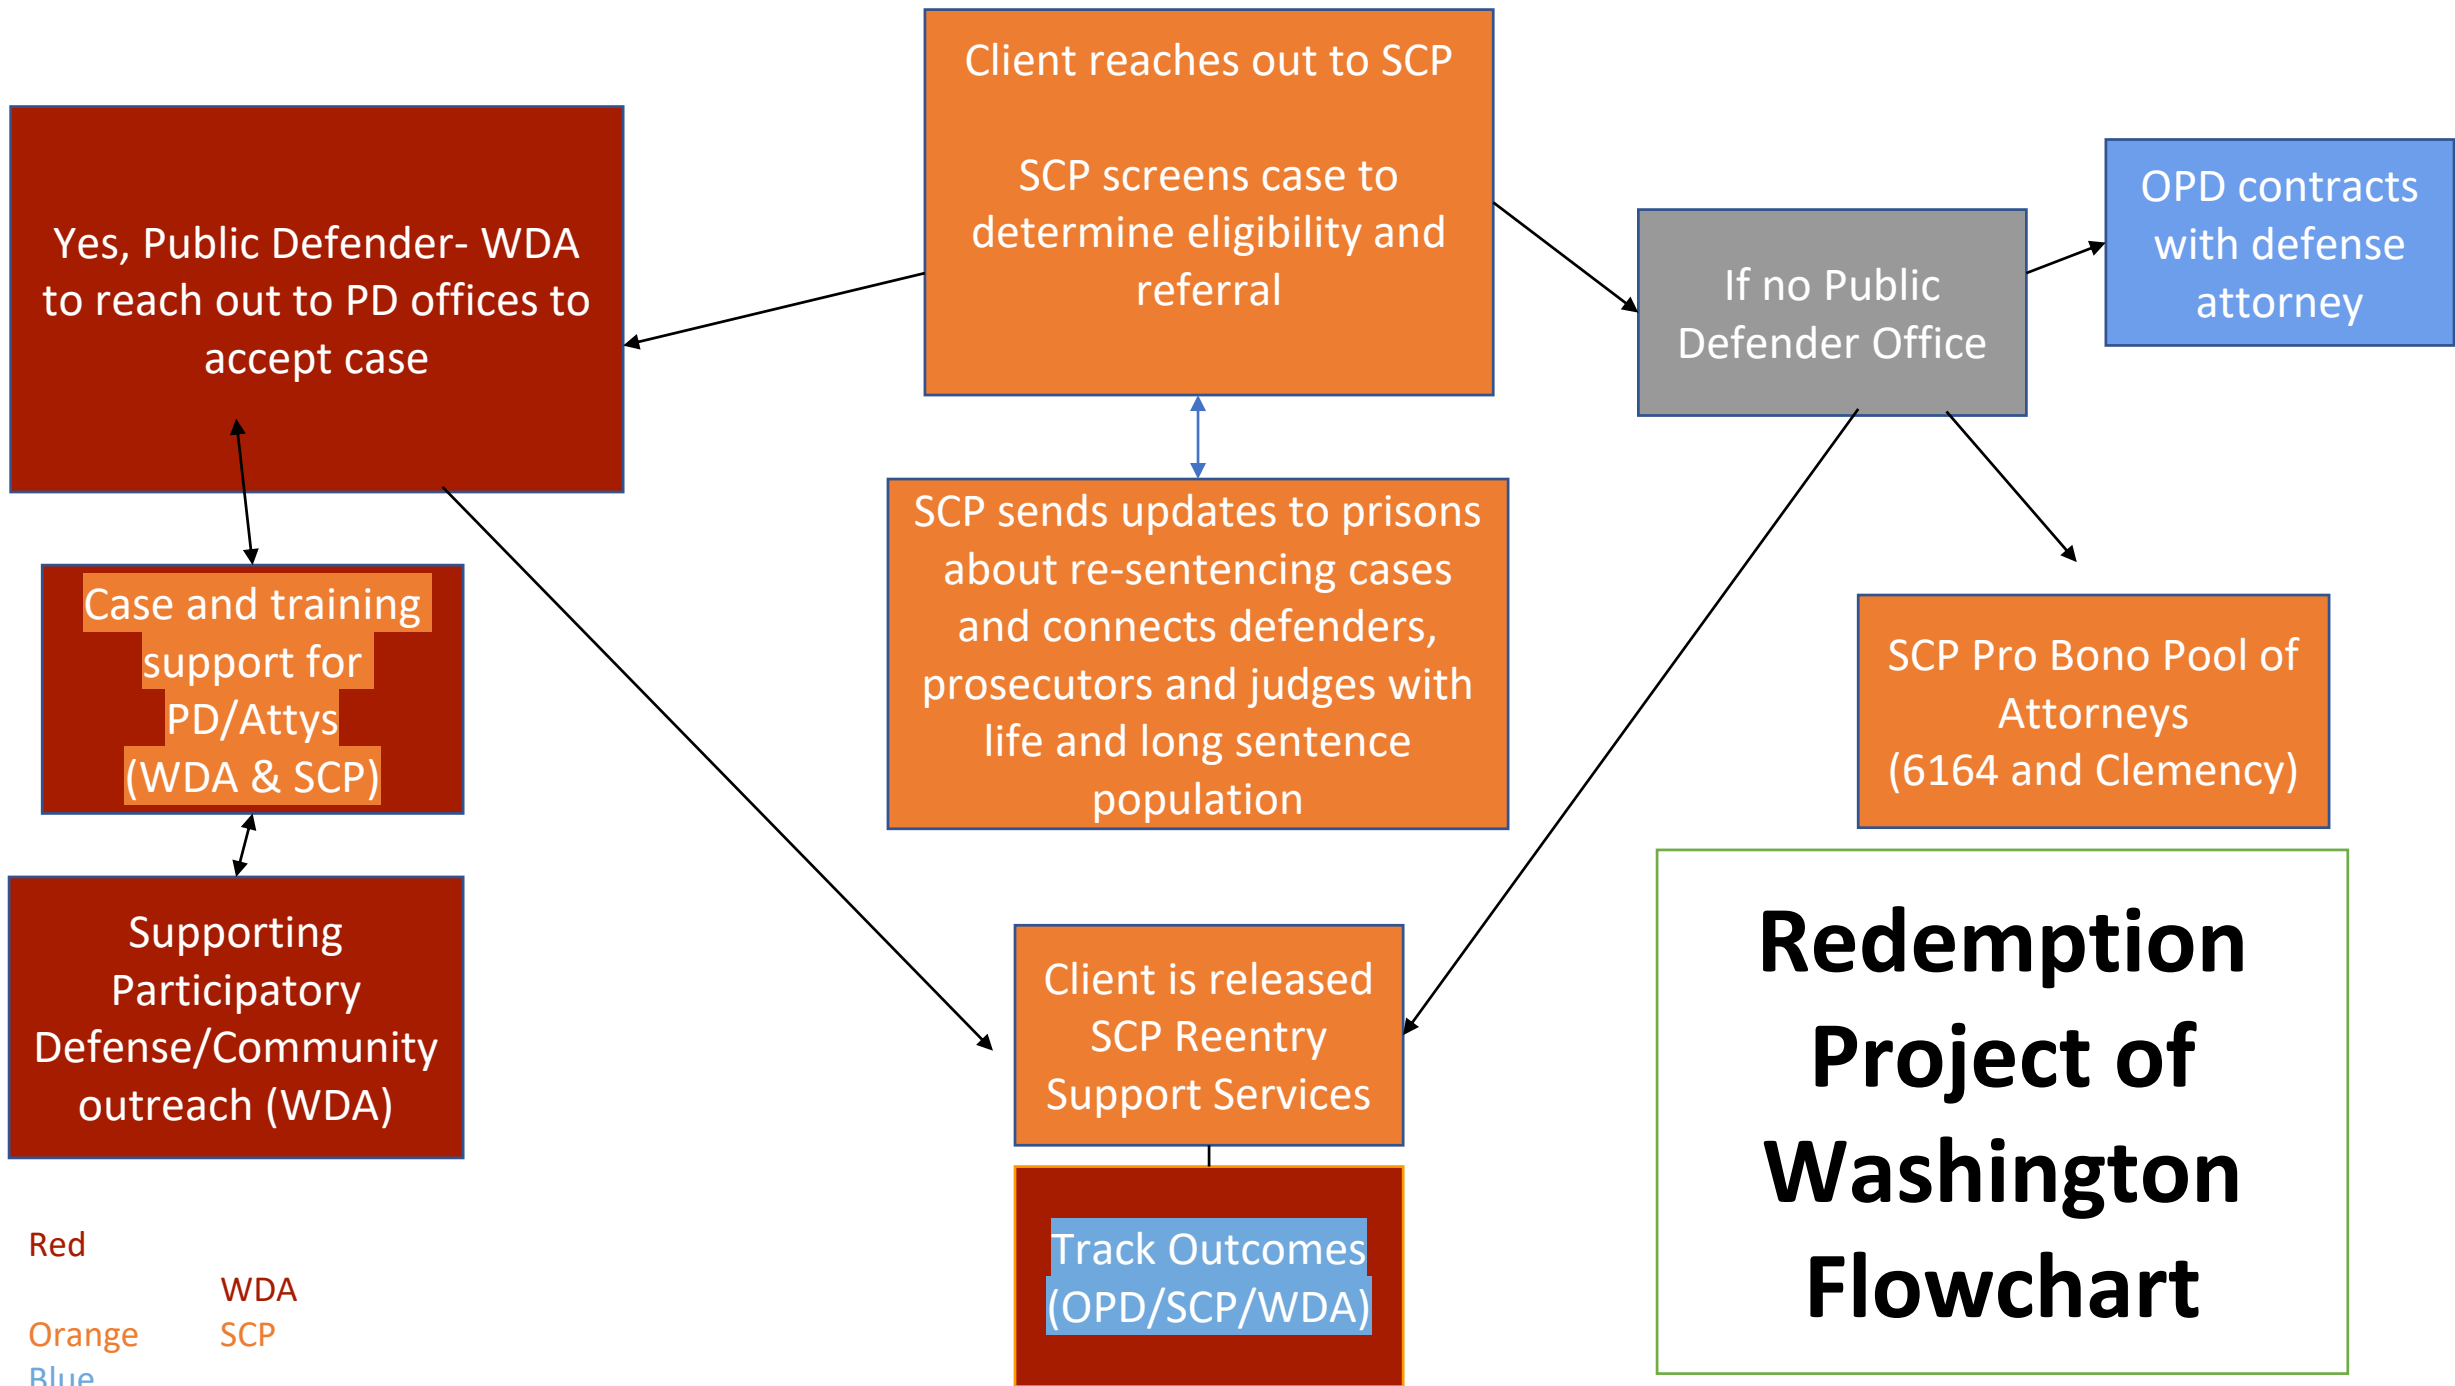 Client reaches out to SCP
SCP screens case to
determine eligibility and
referral
Yes, Public Defender- WDA
to reach out to PD offices to
accept case
If no Public
Defender Office
OPD contracts
with defense
attorney
SCP sends updates to prisons
about re-sentencing cases
and connects defenders,
prosecutors and judges with
life and long sentence
population
Case and training
support for
PD/Attys
(WDA & SCP)
SCP Pro Bono Pool of
Attorneys
(6164 and Clemency)
Supporting
Participatory
Defense/Community
outreach (WDA)
Client is released
SCP Reentry
Support Services
Track Outcomes
(OPD/SCP/WDA)
Redemption
Project of
Washington
Flowchart
Red
WDA
Orange SCP
Blue